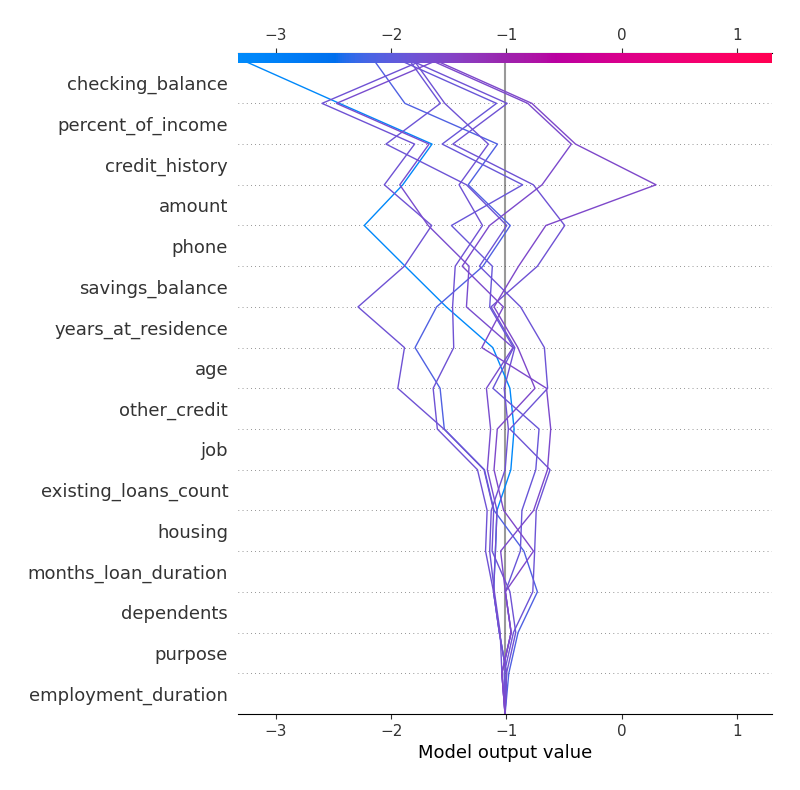 −3 −2 −1 0 1
checking_balance
percent_of_income
credit_history
amount
phone
savings_balance
years_at_residence
age
other_credit
job
existing_loans_count
housing
months_loan_duration
dependents
purpose
employment_duration
−3 −2 −1 0 1
Model output value